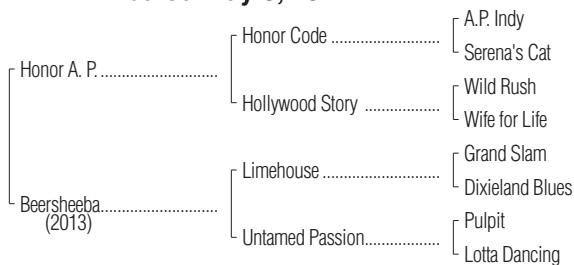 A.P. Indy
Honor Code
Serena's Cat
Honor A. P.
Wild Rush
Hollywood Story
Wife for Life
Grand Slam
Limehouse
Dixieland Blues
Beersheeba
(2013)
Pulpit
Untamed Passion
Lotta Dancing